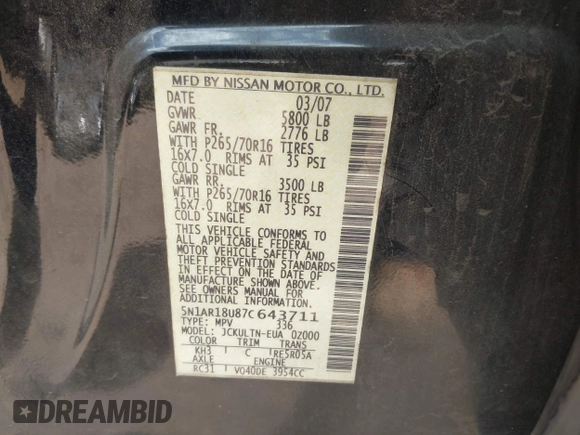 MFD BY NISSAN MOTOR CO., LTD.
DATE 03/07
GVWR 5800 LB
GAWR FR. 2776 LB
WITH P265/70R16 TIRES
16X7.0 RIMS AT 35 PSI
COLD SINGLE
GAWR RR. 3500 LB
WITH P265/70R16 TIRES
16X7.0 RIMS AT 35 PSI
COLD SINGLE
THIS VEHICLE CONFORMS TO
ALL APPLICABLE FEDERAL
MOTOR VEHICLE SAFETY AND
THEFT PREVENTION STANDARDS
IN EFFECT ON THE DATE OF
MANUFACTURE SHOWN ABOVE.
SEE OWNERS MANUAL FOR
ADDITIONAL INFORMATION.
5N1AR18U87C643711
TYPE: MPV 336
MODEL: JCKULTN-EUA 02000
COLOR TRIM TRANS
KH3 C RE5R05A
AXLE ENGINE
RC31 VQ40DE 3954CC
DREAMBID